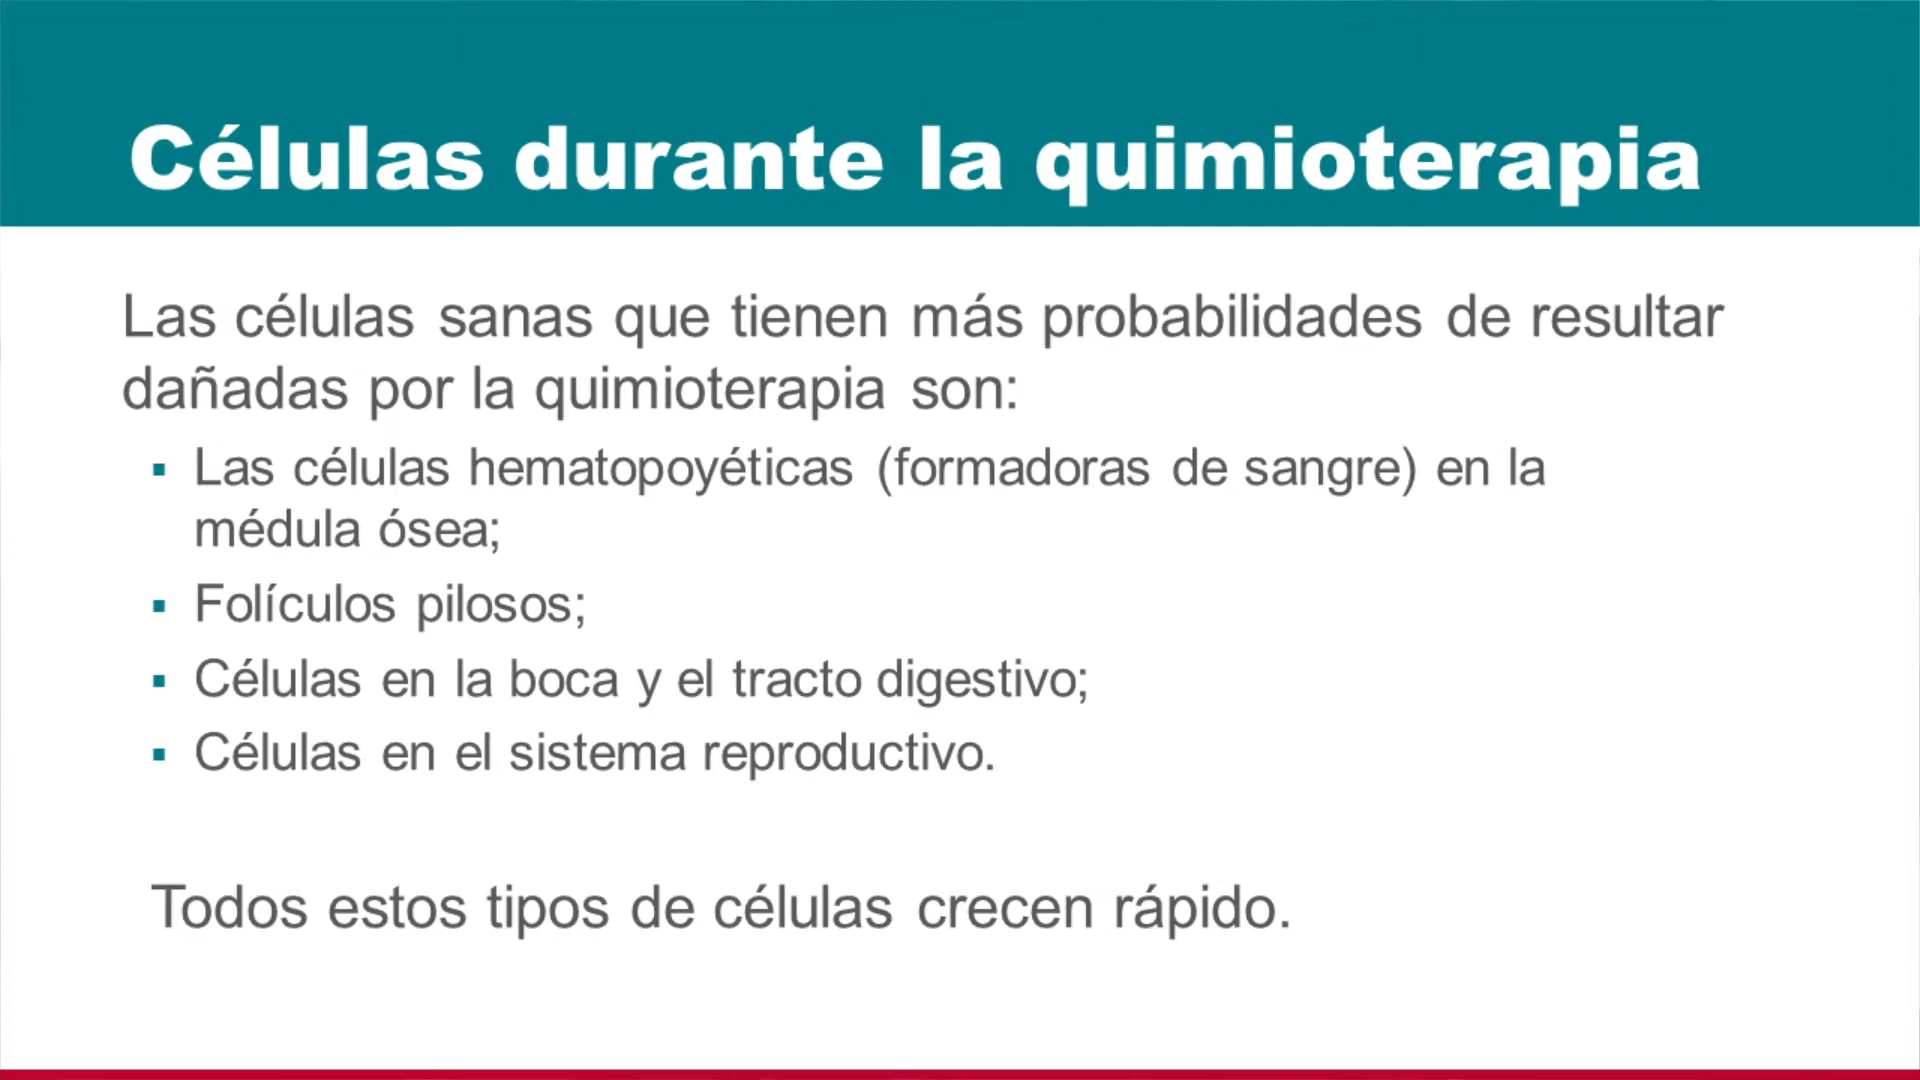 Células durante la quimioterapia
Las células sanas que tienen más probabilidades de resultar
dañadas por la quimioterapia son:
▪ Las células hematopoyéticas (formadoras de sangre) en la
médula ósea;
▪ Folículos pilosos;
▪ Células en la boca y el tracto digestivo;
▪ Células en el sistema reproductivo.
Todos estos tipos de células crecen rápido.